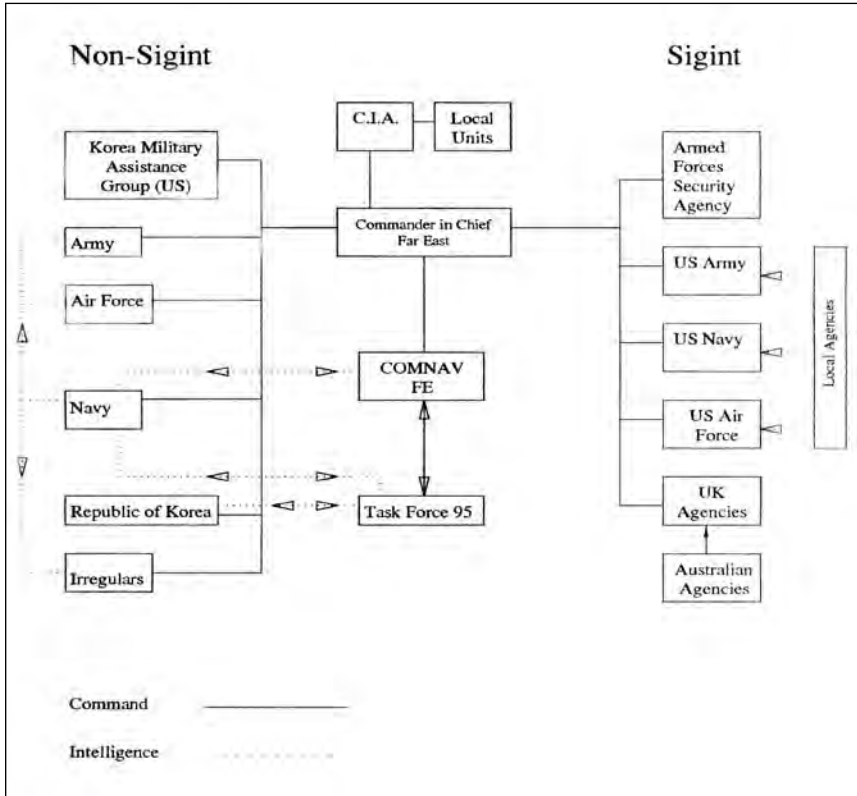 Non-Sigint
Sigint
C.I.A.
Local
Units
Korea Military
Assistance
Group (US)
Armed
Forces
Security
Agency
Commander in Chief
Far East
Army
US Army
Air Force
US Navy
Local Agencies
COMNAV
FE
Navy
US Air
Force
Republic of Korea
Task Force 95
UK
Agencies
Irregulars
Australian
Agencies
Command
Intelligence